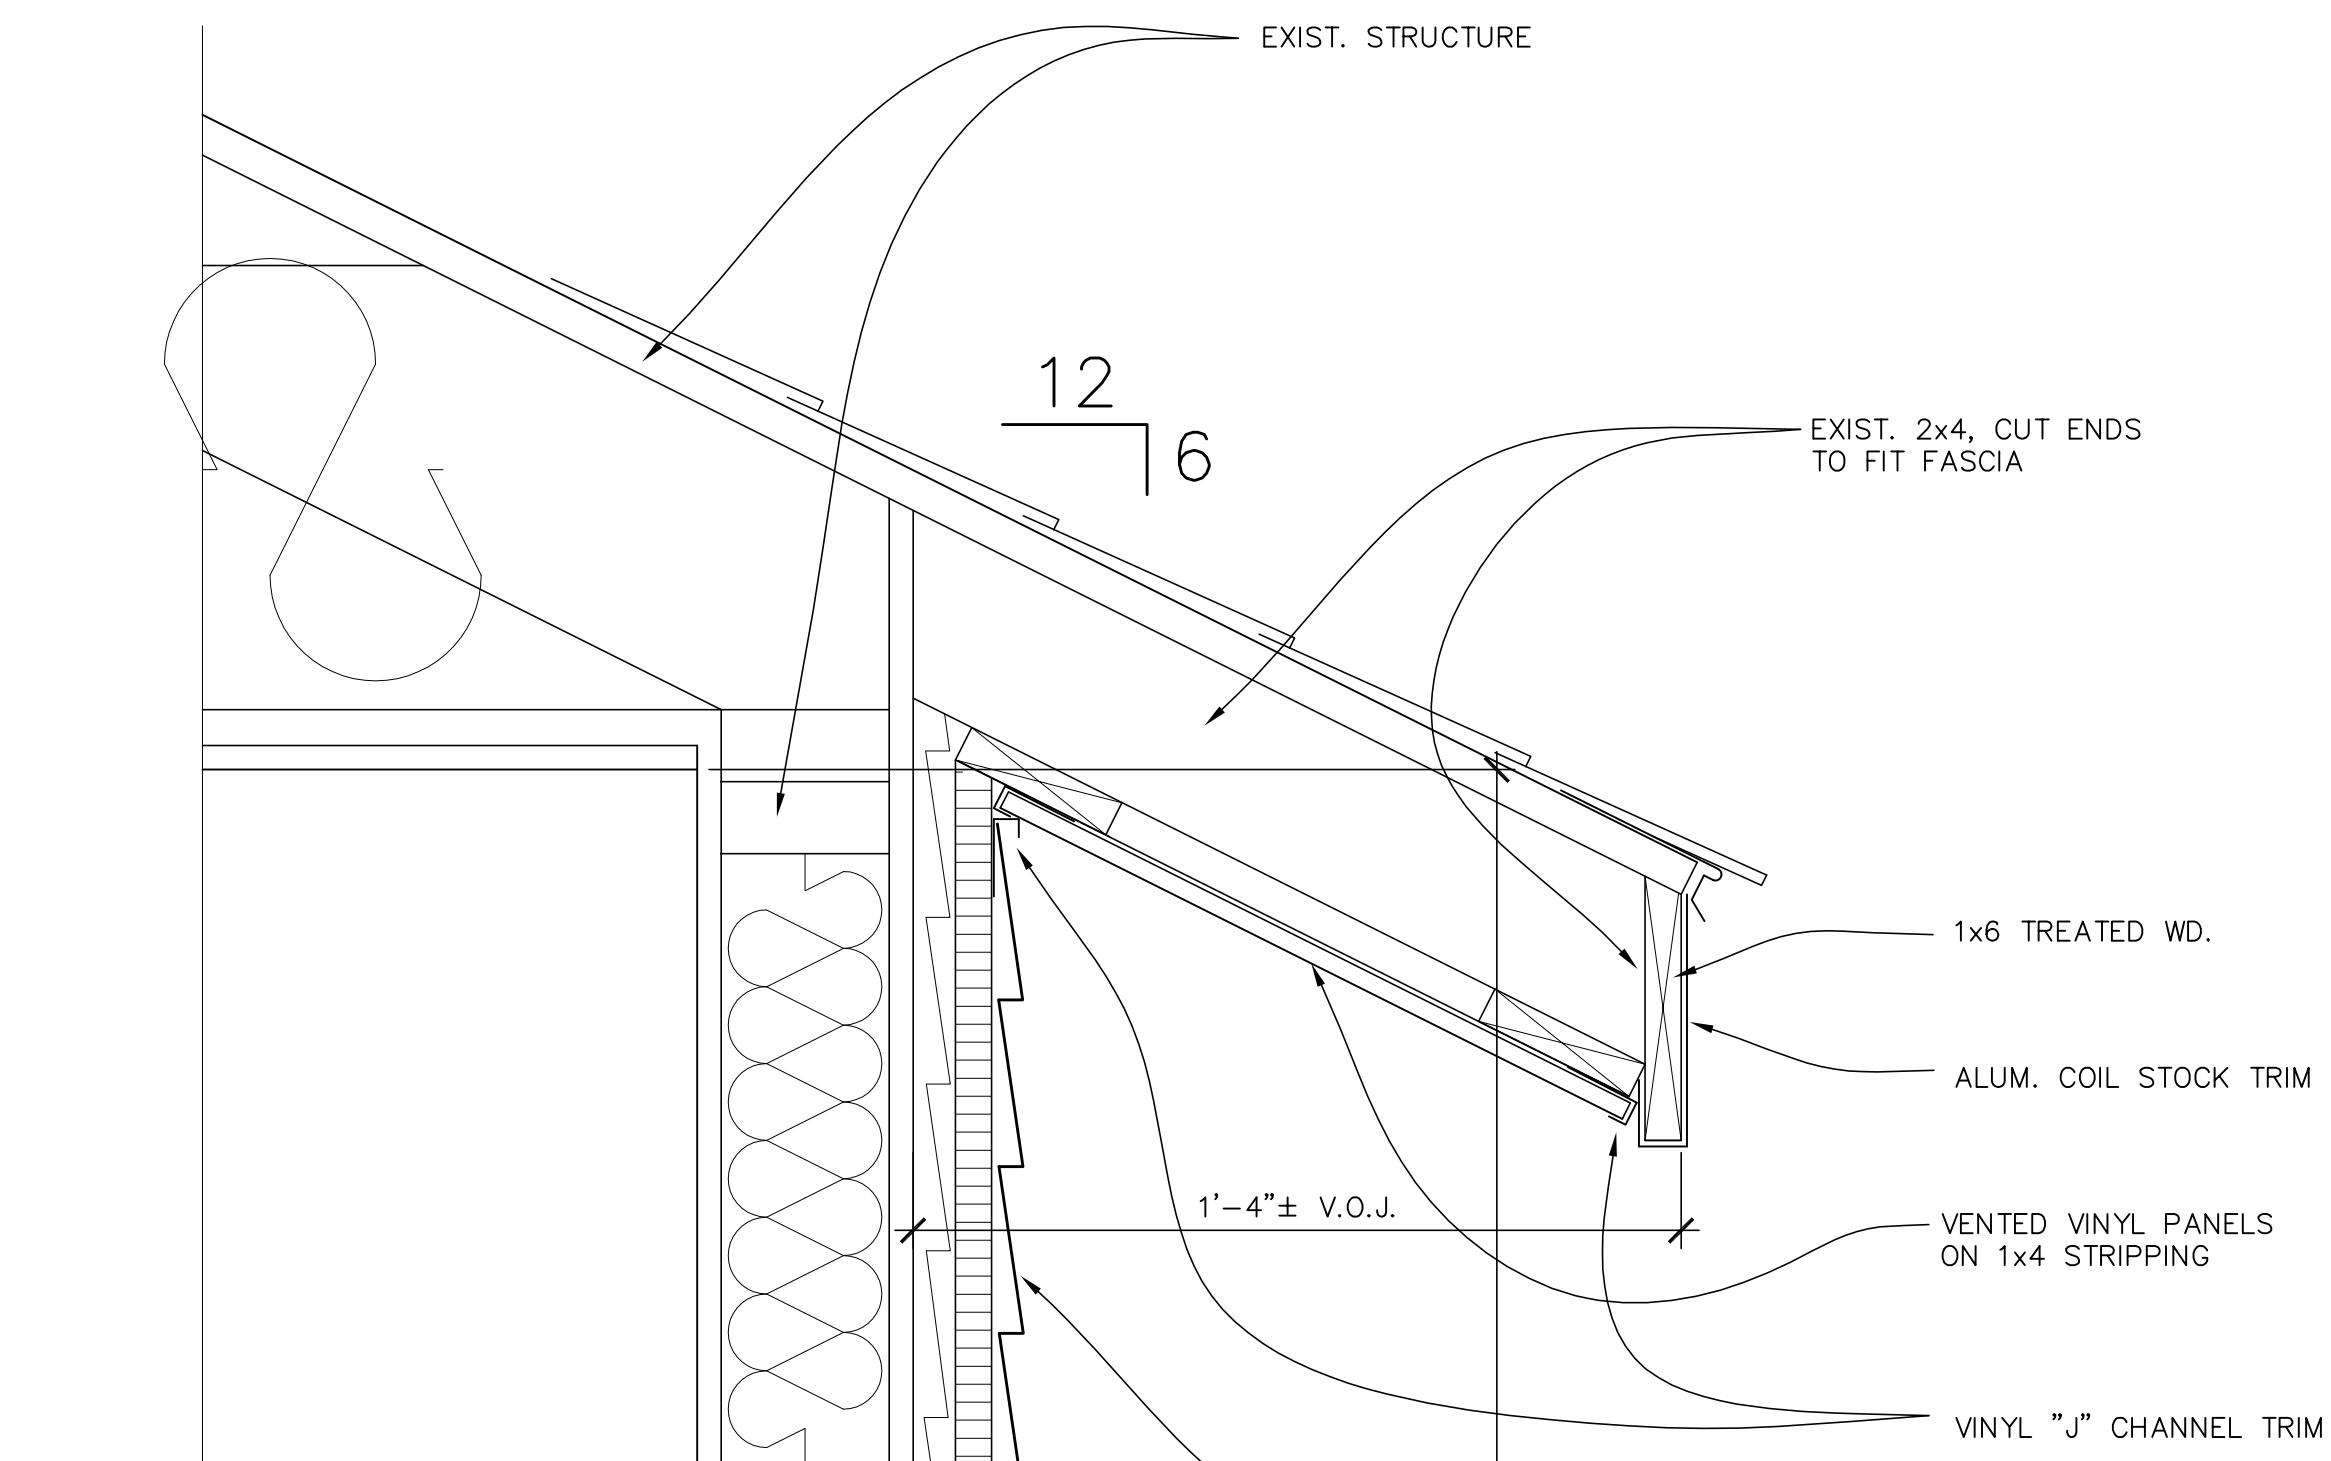 EXIST. STRUCTURE
12
6
EXIST. 2x4, CUT ENDS
TO FIT FASCIA
1x6 TREATED WD.
ALUM. COIL STOCK TRIM
1'-4"± V.O.J.
VENTED VINYL PANELS
ON 1x4 STRIPPING
VINYL "J" CHANNEL TRIM